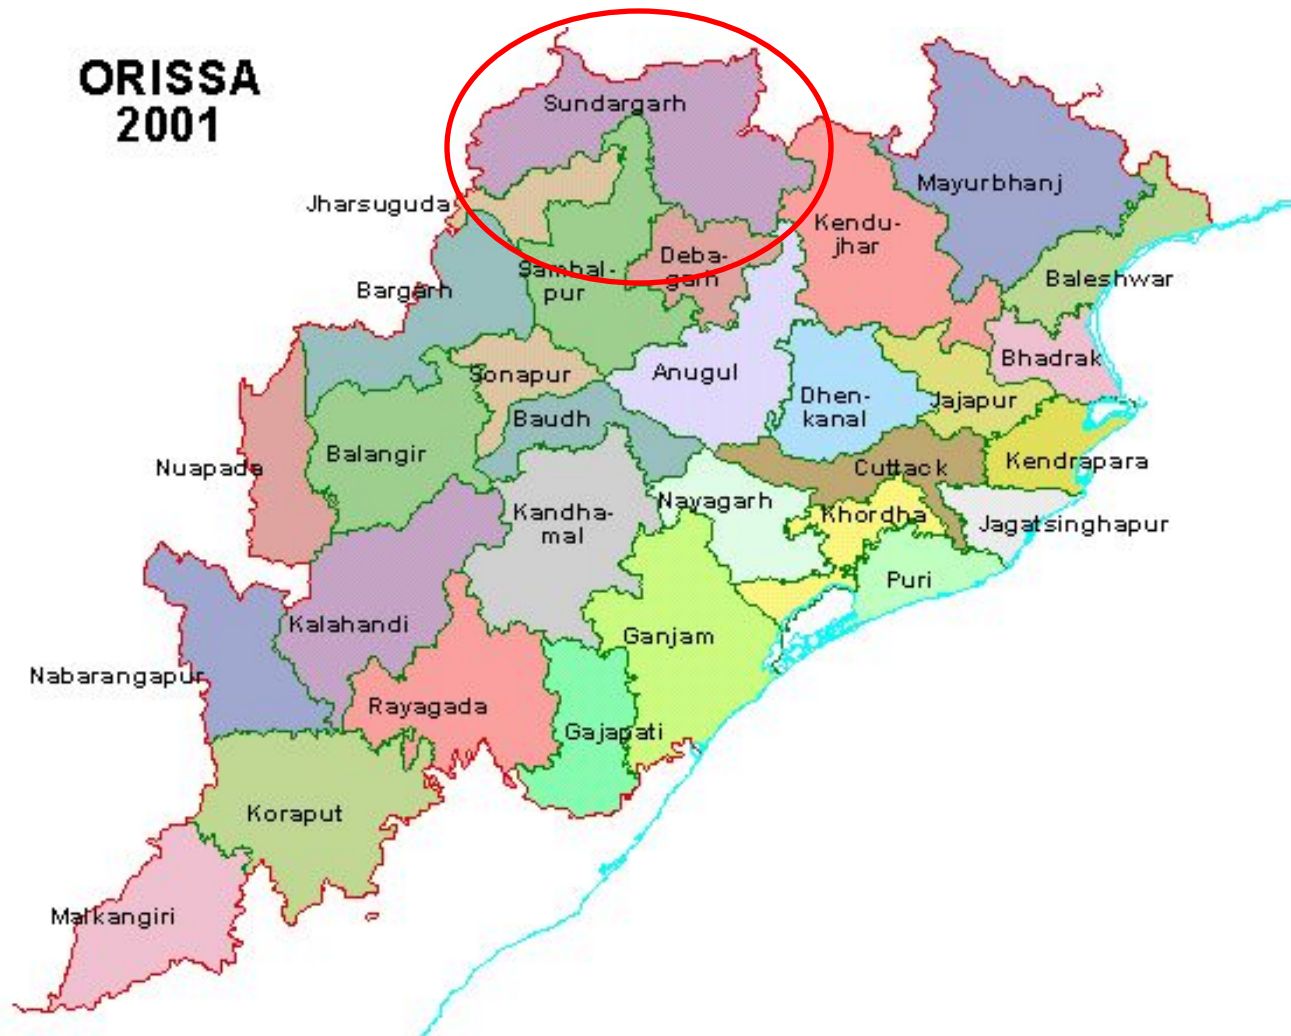 ORISSA
2001
Sundargarh
Mayurbhanj
Jharsuguda
Kendu-
jhar
Deba-
garh
Sambal-
pur
Baleshwar
Bargarh
Bhadrak
Sonapur
Anugul
Dhen-
kanal
Jajapur
Baudh
Balangir
Nuapada
Cuttack
Kendrapara
Nayagarh
Kandha-
mal
Khordha
Jagatsinghapur
Puri
Kalahandi
Ganjam
Nabarangapur
Rayagada
Gajapati
Koraput
Malkangiri